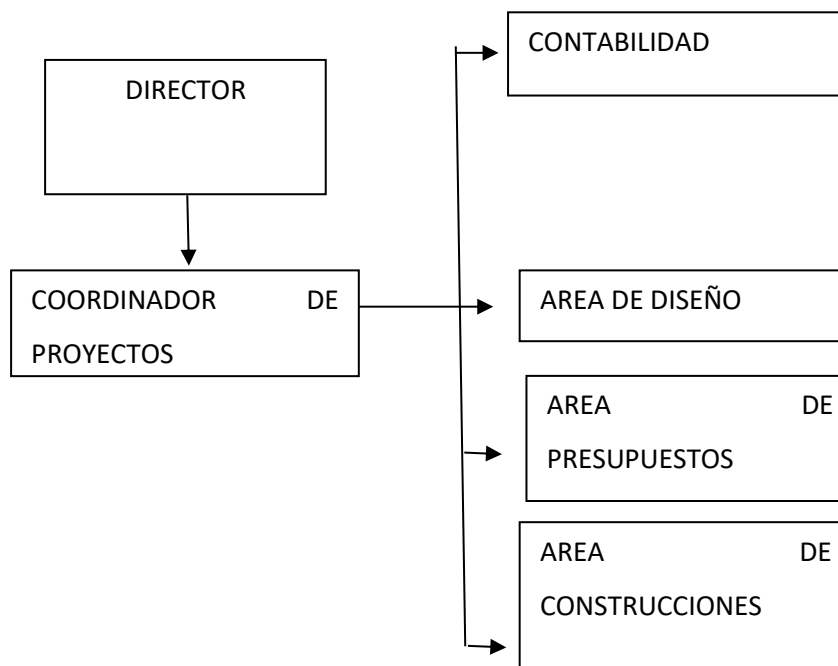 DIRECTOR
COORDINADOR DE
PROYECTOS
CONTABILIDAD
AREA DE DISEÑO
AREA DE
PRESUPUESTOS
AREA DE
CONSTRUCCIONES